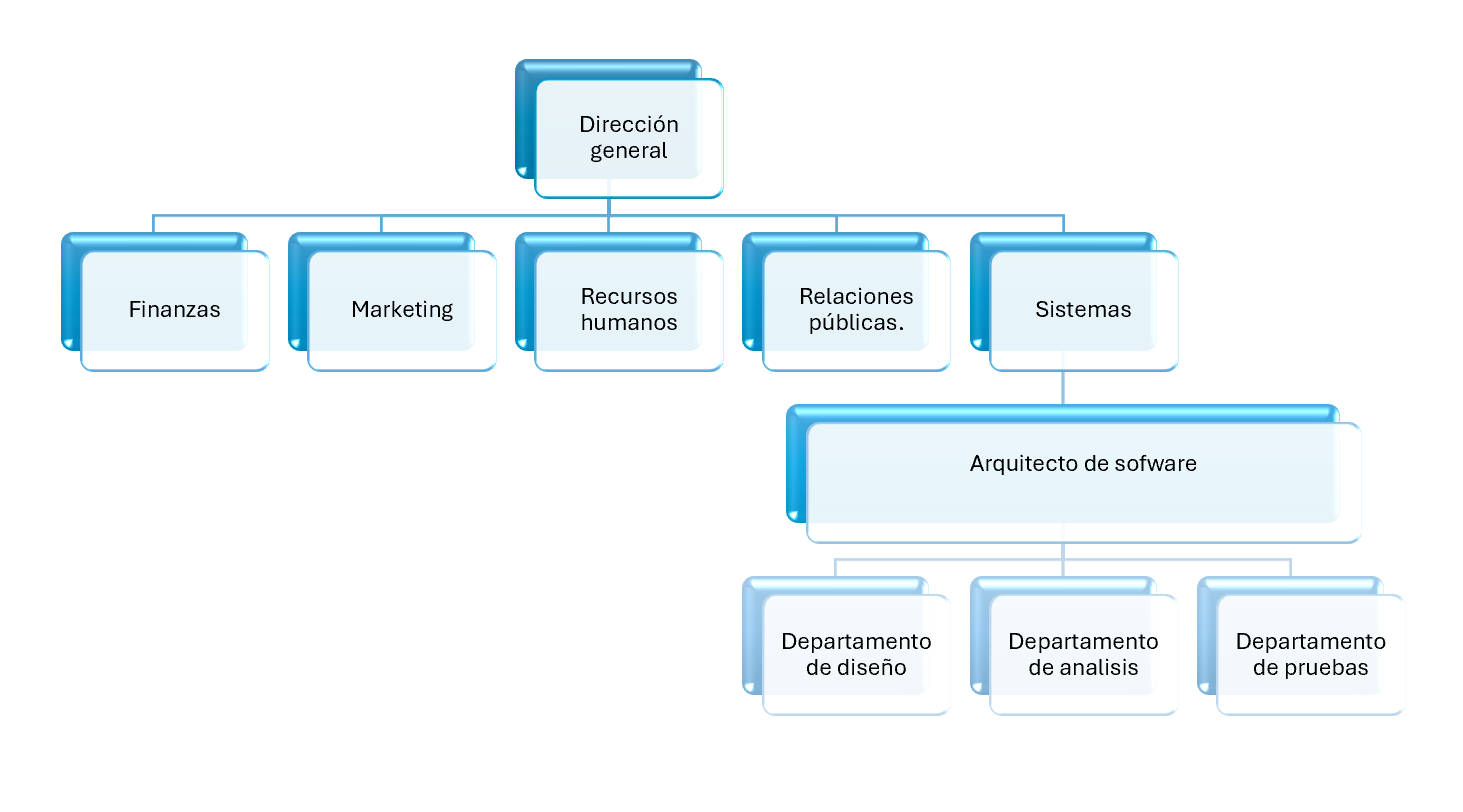 Dirección
general
Finanzas
Marketing
Recursos
humanos
Relaciones
públicas.
Sistemas
Arquitecto de sofware
Departamento
de diseño
Departamento
de analisis
Departamento
de pruebas